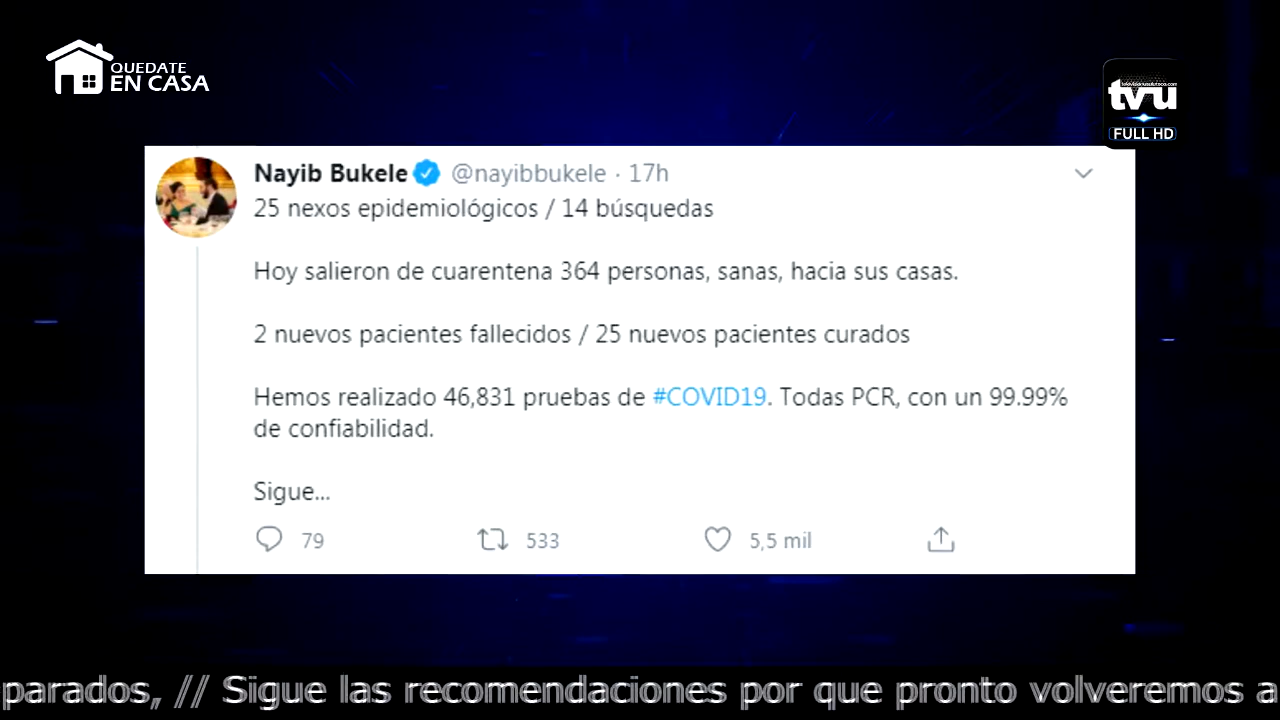 QUEDATE
EN CASA
televisionusuluteca.com
tvu
FULL HD
Nayib Bukele @nayibbukele · 17h
25 nexos epidemiológicos / 14 búsquedas
Hoy salieron de cuarentena 364 personas, sanas, hacia sus casas.
2 nuevos pacientes fallecidos / 25 nuevos pacientes curados
Hemos realizado 46,831 pruebas de #COVID19. Todas PCR, con un 99.99%
de confiabilidad.
Sigue...
79 533 5,5 mil
parados, // Sigue las recomendaciones por que pronto volveremos a